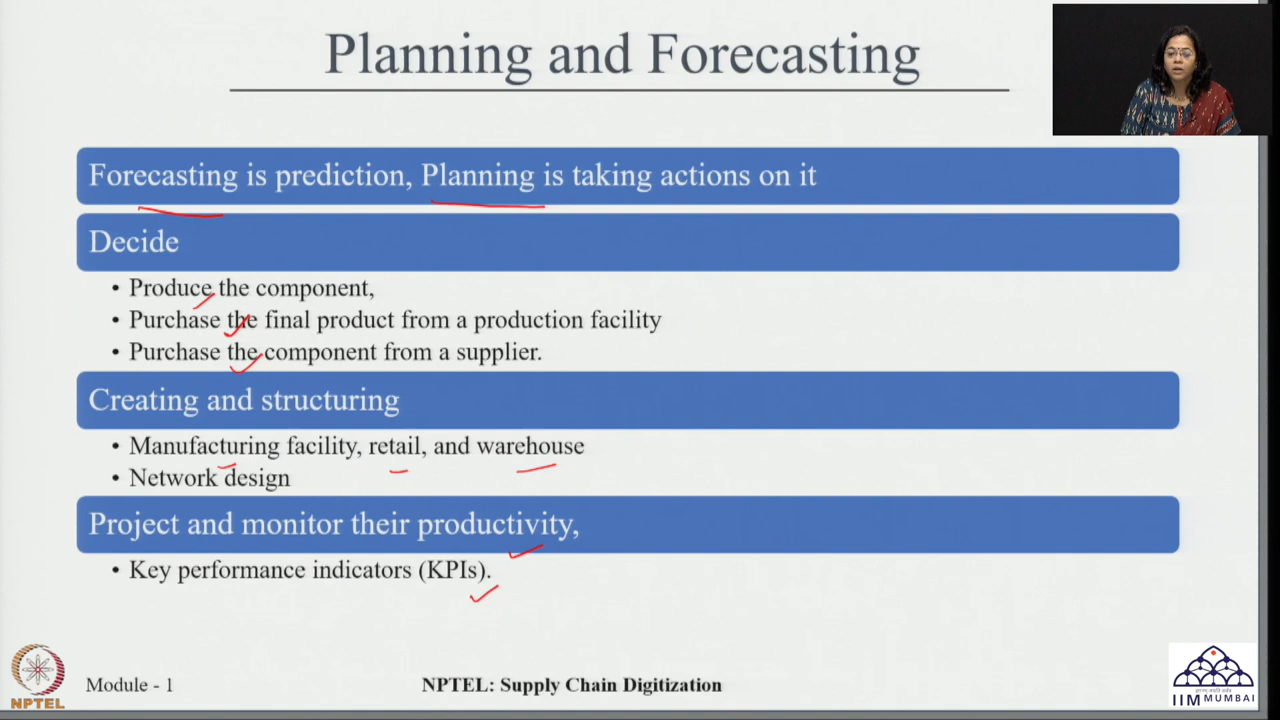 Planning and Forecasting
Forecasting is prediction, Planning is taking actions on it
Decide
• Produce the component,
• Purchase the final product from a production facility
• Purchase the component from a supplier.
Creating and structuring
• Manufacturing facility, retail, and warehouse
• Network design
Project and monitor their productivity,
• Key performance indicators (KPIs).
NPTEL
Module - 1
NPTEL: Supply Chain Digitization
IIM MUMBAI